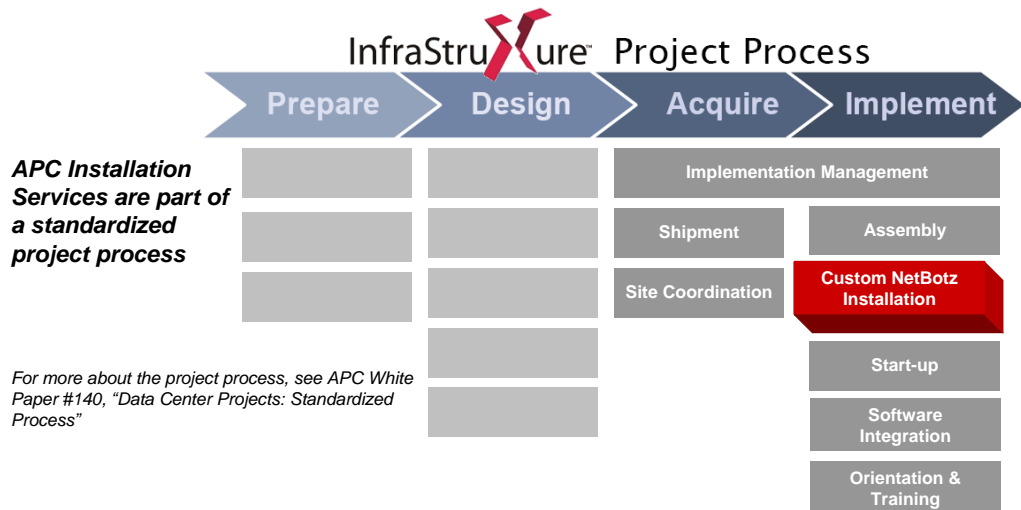 InfraStruXure™ Project Process
Prepare
Design
Acquire
Implement
APC Installation
Services are part of
a standardized
project process
Implementation Management
Shipment
Assembly
Site Coordination
Custom NetBotz
Installation
Start-up
Software
Integration
Orientation &
Training
For more about the project process, see APC White
Paper #140, “Data Center Projects: Standardized
Process”